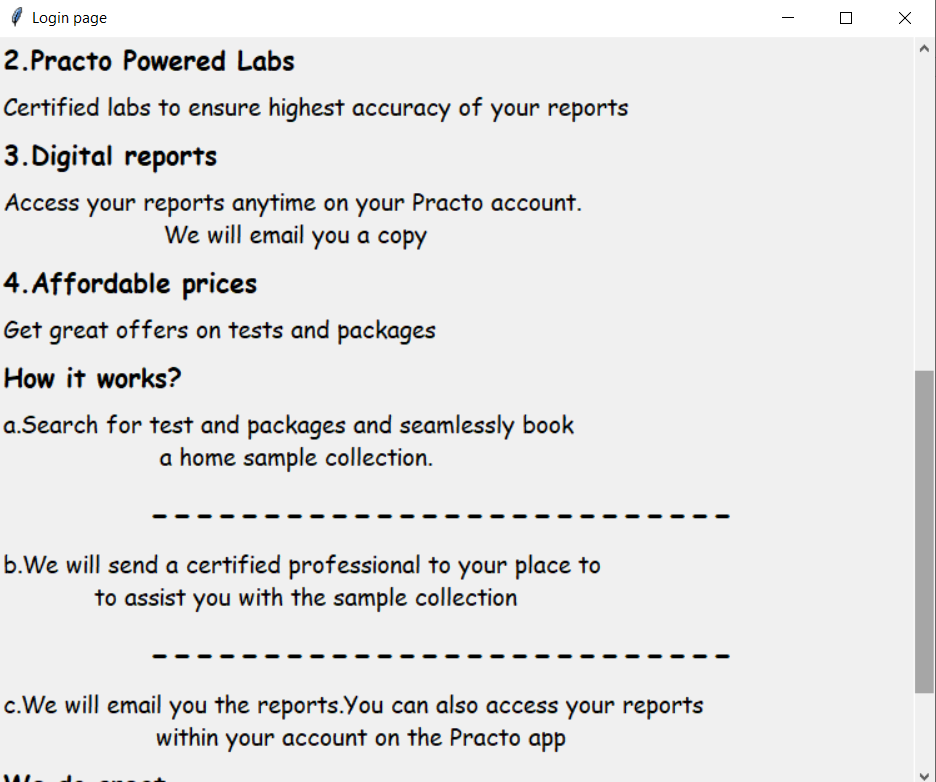 Login page
2.Practo Powered Labs
Certified labs to ensure highest accuracy of your reports
3.Digital reports
Access your reports anytime on your Practo account.
We will email you a copy
4.Affordable prices
Get great offers on tests and packages
How it works?
a.Search for test and packages and seamlessly book
a home sample collection.
- - - - - - - - - - - - - - - - - - - - - - - - - -
b.We will send a certified professional to your place to
to assist you with the sample collection
- - - - - - - - - - - - - - - - - - - - - - - - - -
c.We will email you the reports.You can also access your reports
within your account on the Practo app